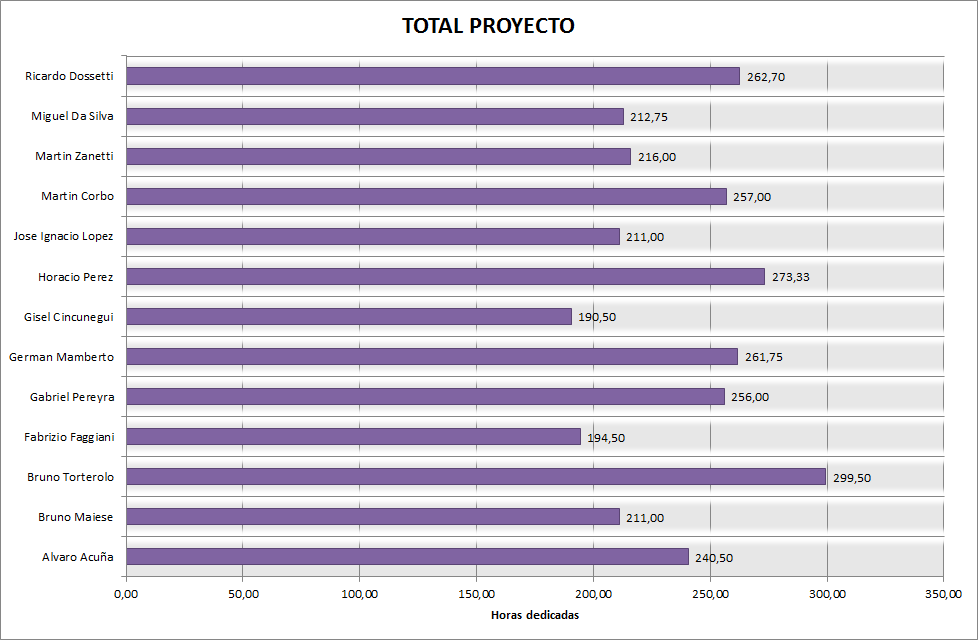 TOTAL PROYECTO
Ricardo Dossetti 262,70
Miguel Da Silva 212,75
Martin Zanetti 216,00
Martin Corbo 257,00
Jose Ignacio Lopez 211,00
Horacio Perez 273,33
Gisel Cincunegui 190,50
German Mamberto 261,75
Gabriel Pereyra 256,00
Fabrizio Faggiani 194,50
Bruno Torterolo 299,50
Bruno Maiese 211,00
Alvaro Acuña 240,50
0,00 50,00 100,00 150,00 200,00 250,00 300,00 350,00
Horas dedicadas